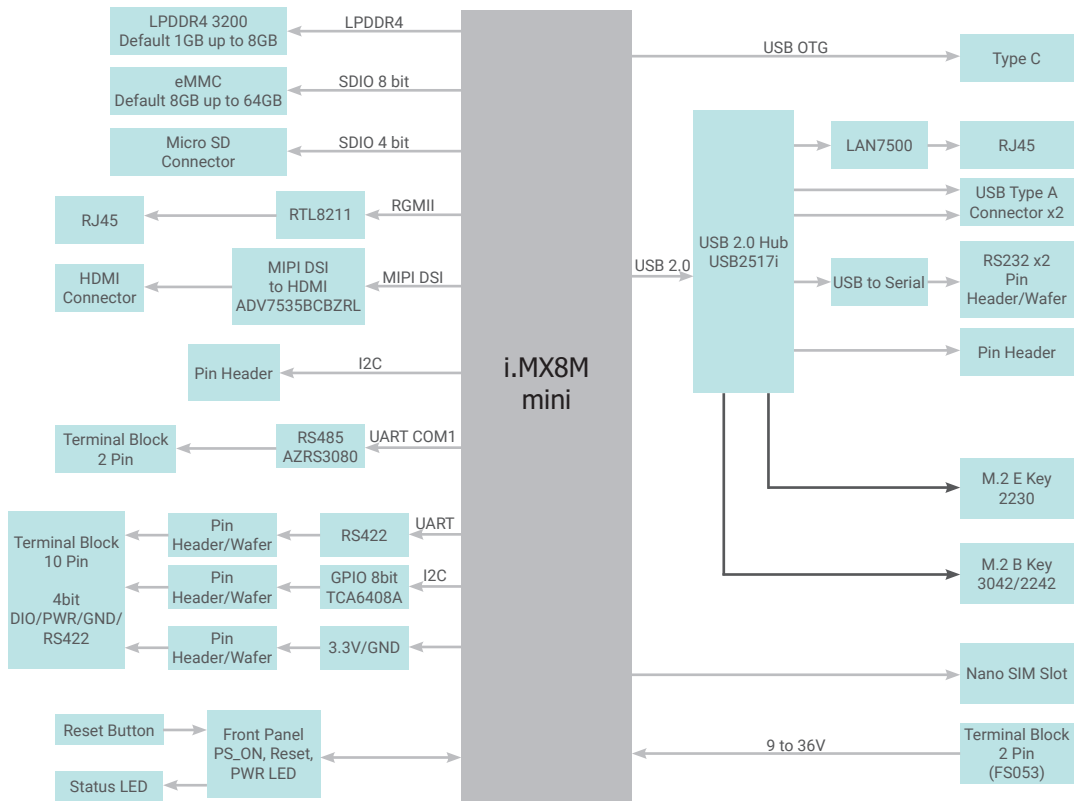 LPDDR4 3200
Default 1GB up to 8GB
LPDDR4
eMMC
Default 8GB up to 64GB
SDIO 8 bit
Micro SD
Connector
SDIO 4 bit
RJ45
RTL8211
RGMII
HDMI
Connector
MIPI DSI
to HDMI
ADV7535BCBZRL
MIPI DSI
Pin Header
I2C
Terminal Block
2 Pin
RS485
AZRS3080
UART COM1
Terminal Block
10 Pin
4bit
DIO/PWR/GND/
RS422
Pin
Header/Wafer
RS422
UART
Pin
Header/Wafer
GPIO 8bit
TCA6408A
I2C
Pin
Header/Wafer
3.3V/GND
Reset Button
Status LED
Front Panel
PS_ON, Reset,
PWR LED
i.MX8M
mini
USB OTG
Type C
USB 2.0
USB 2.0 Hub
USB2517i
LAN7500
RJ45
USB Type A
Connector x2
USB to Serial
RS232 x2
Pin
Header/Wafer
Pin Header
M.2 E Key
2230
M.2 B Key
3042/2242
Nano SIM Slot
9 to 36V
Terminal Block
2 Pin
(FS053)